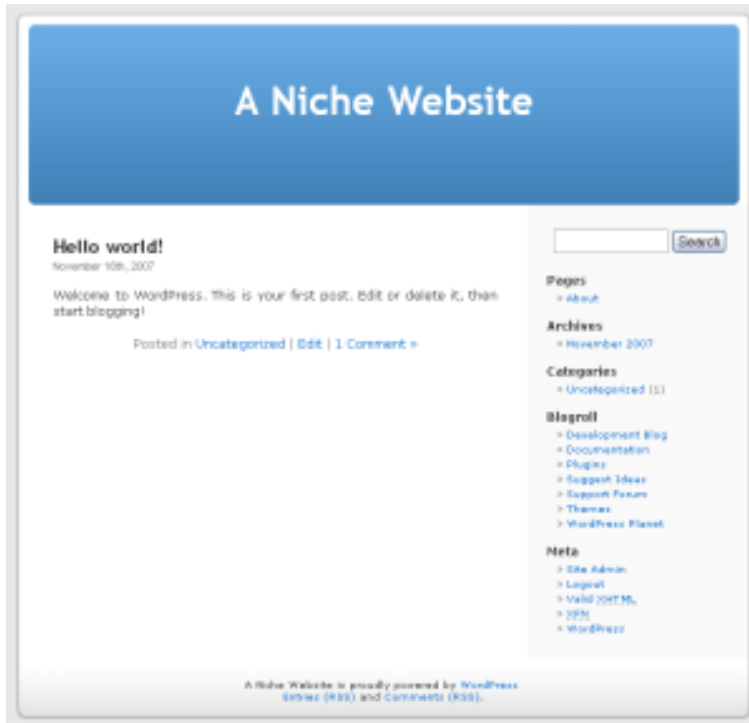 A Niche Website
Hello world!
November 16th, 2007
Welcome to WordPress. This is your first post. Edit or delete it, then
start blogging!
Posted in Uncategorized | Edit | 1 Comment »
Search
Pages
» About
Archives
» November 2007
Categories
» Uncategorized (1)
Blogroll
» Development Blog
» Documentation
» Plugins
» Suggest Ideas
» Support Forum
» Themes
» WordPress Planet
Meta
» Site Admin
» Logout
» Valid XHTML
» XFN
» WordPress
A Niche Website is proudly powered by WordPress
Entries (RSS) and Comments (RSS).